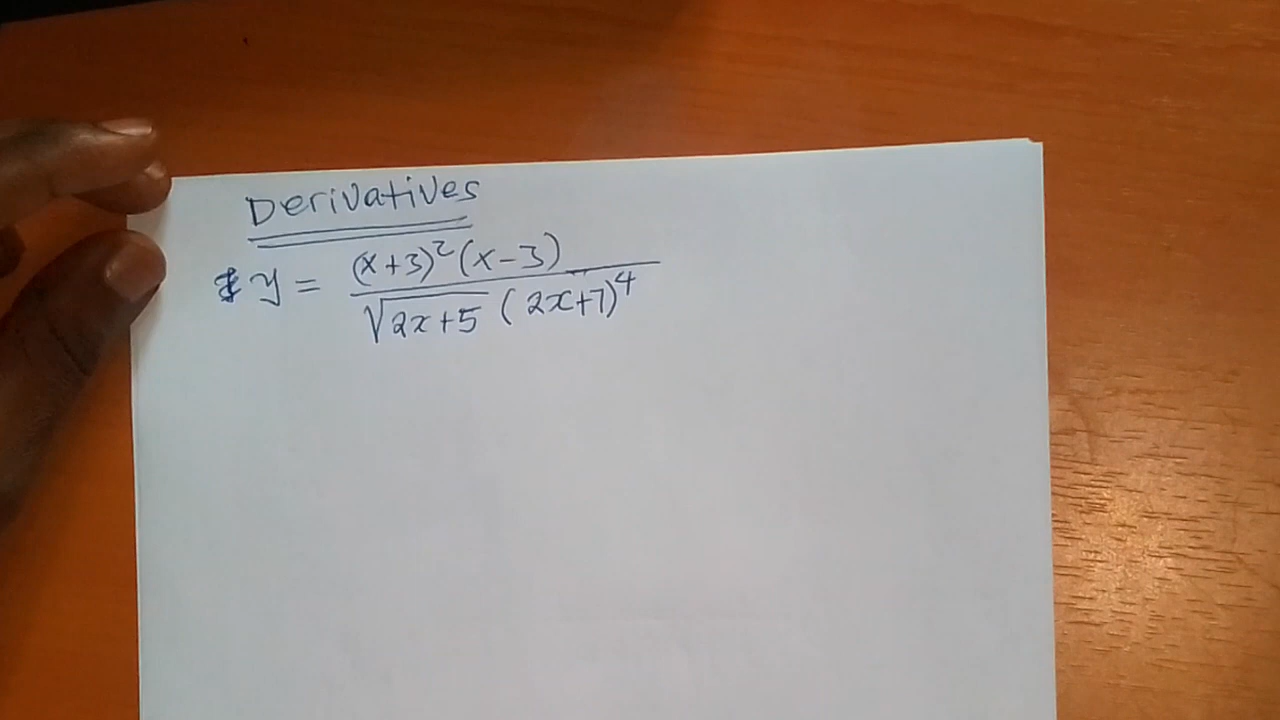 Derivatives
y = (x+3)²(x-3) / √2x+5 (2x+7)⁴